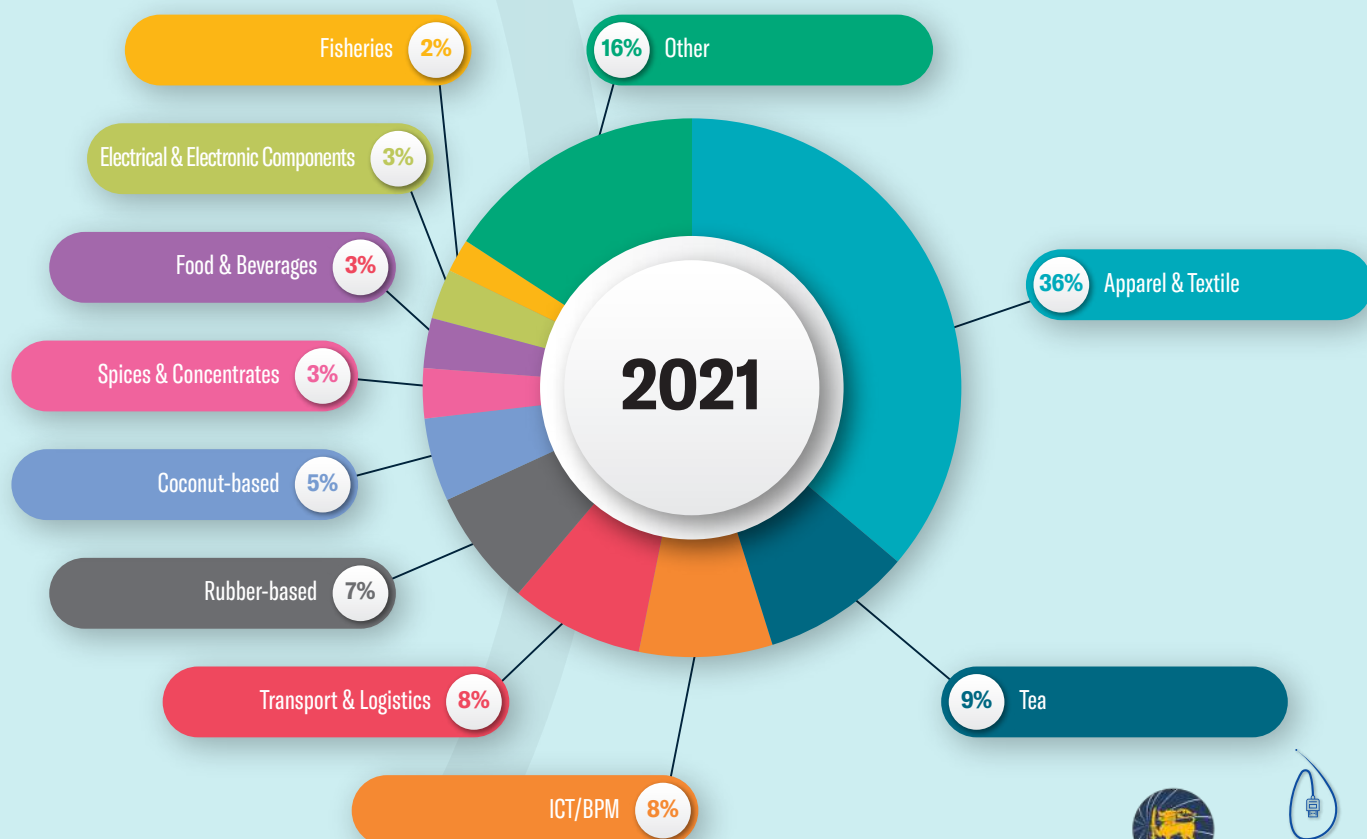 Fisheries 2%
16% Other
Electrical & Electronic Components 3%
Food & Beverages 3%
36% Apparel & Textile
Spices & Concentrates 3%
2021
Coconut-based 5%
Rubber-based 7%
Transport & Logistics 8%
9% Tea
ICT/BPM 8%